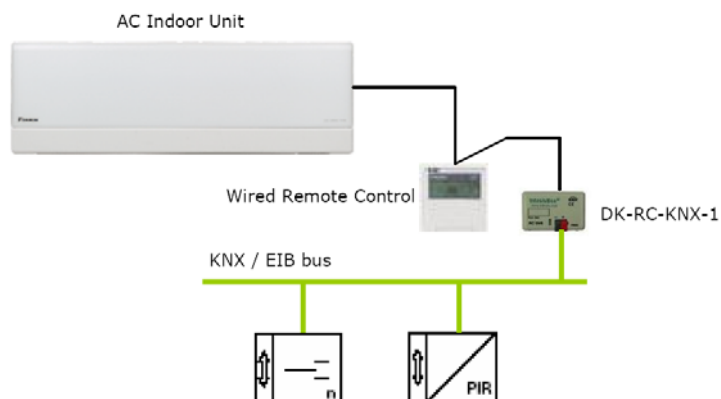 AC Indoor Unit
Wired Remote Control
DK-RC-KNX-1
KNX / EIB bus
n
PIR